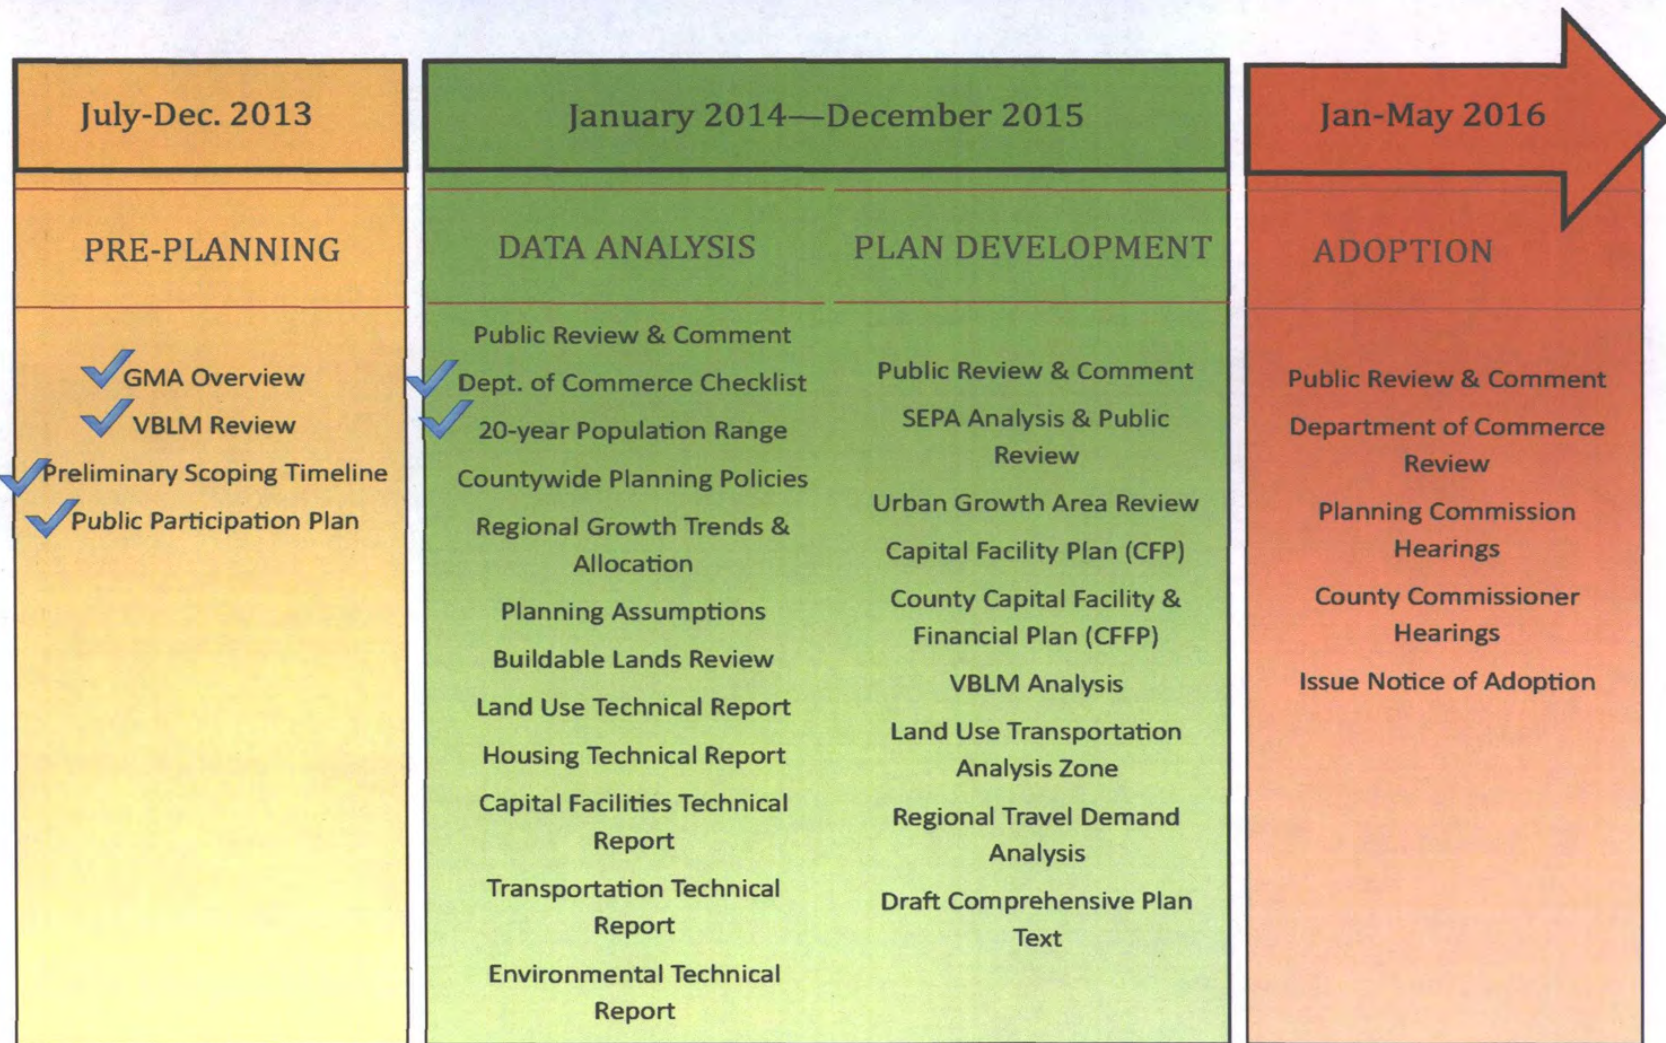 July-Dec. 2013
January 2014—December 2015
Jan-May 2016
PRE-PLANNING
GMA Overview
VBLM Review
Preliminary Scoping Timeline
Public Participation Plan
DATA ANALYSIS
Public Review & Comment
Dept. of Commerce Checklist
20-year Population Range
Countywide Planning Policies
Regional Growth Trends &
Allocation
Planning Assumptions
Buildable Lands Review
Land Use Technical Report
Housing Technical Report
Capital Facilities Technical
Report
Transportation Technical
Report
Environmental Technical
Report
PLAN DEVELOPMENT
Public Review & Comment
SEPA Analysis & Public
Review
Urban Growth Area Review
Capital Facility Plan (CFP)
County Capital Facility &
Financial Plan (CFFP)
VBLM Analysis
Land Use Transportation
Analysis Zone
Regional Travel Demand
Analysis
Draft Comprehensive Plan
Text
ADOPTION
Public Review & Comment
Department of Commerce
Review
Planning Commission
Hearings
County Commissioner
Hearings
Issue Notice of Adoption